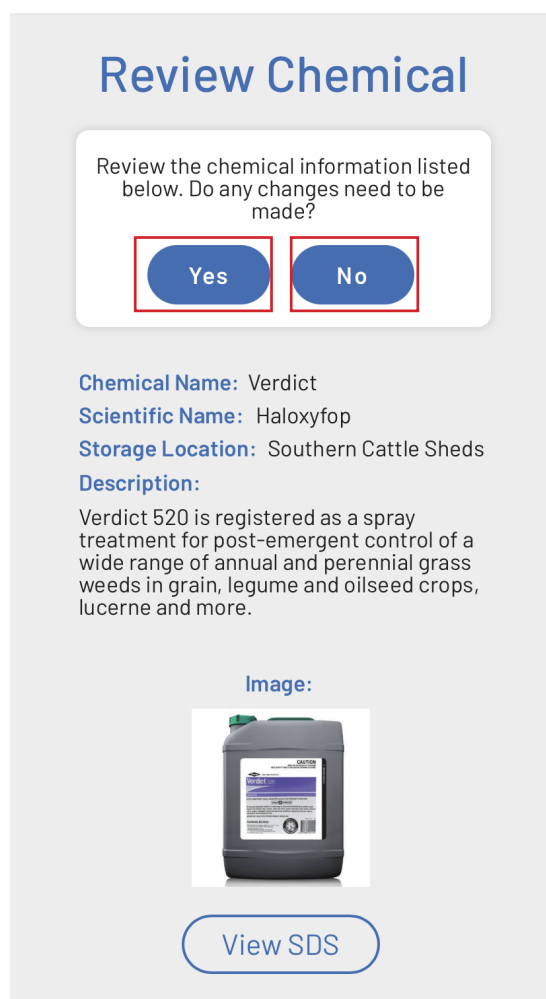 Review Chemical
Review the chemical information listed
below. Do any changes need to be
made?
Yes
No
Chemical Name: Verdict
Scientific Name: Haloxyfop
Storage Location: Southern Cattle Sheds
Description:
Verdict 520 is registered as a spray
treatment for post-emergent control of a
wide range of annual and perennial grass
weeds in grain, legume and oilseed crops,
lucerne and more.
Image:
CAUTION
Verdict 520
View SDS